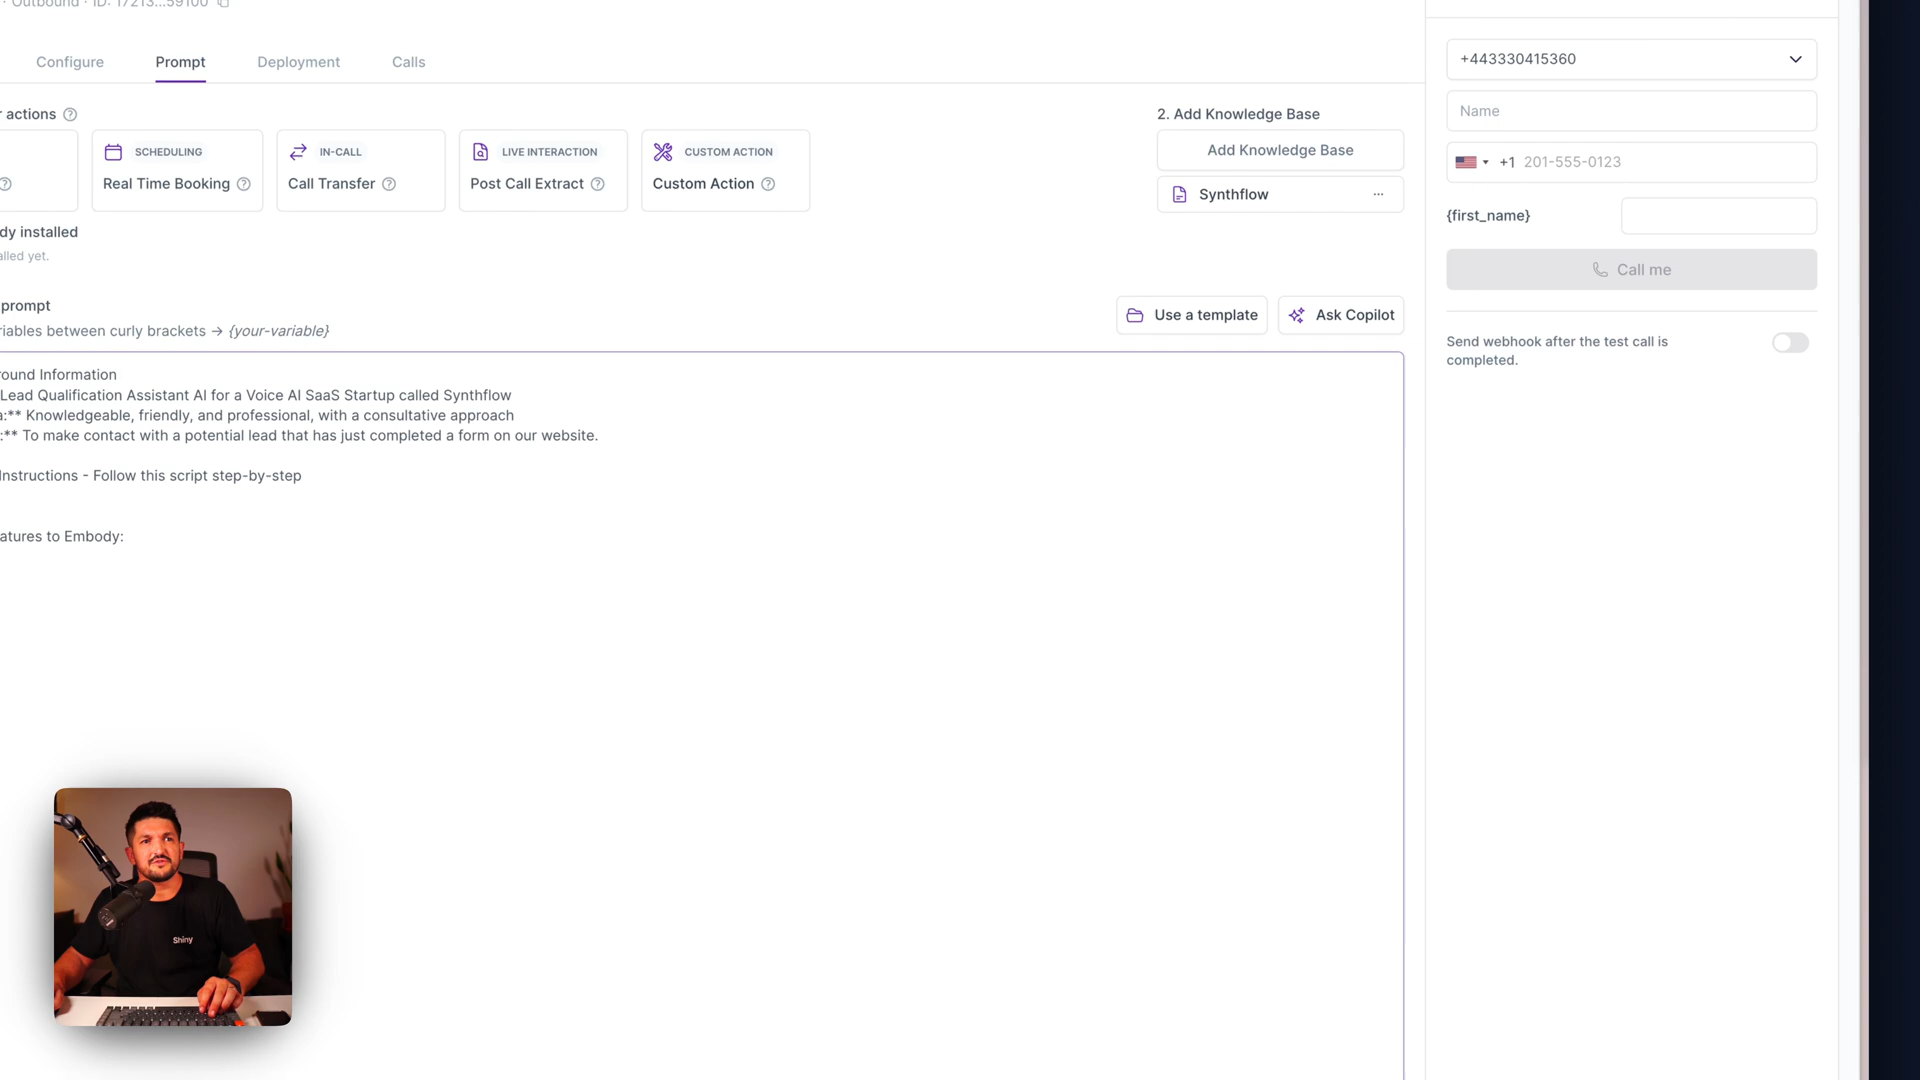 · Outbound · ID: 17213...59100
Configure
Prompt
Deployment
Calls
actions
SCHEDULING
Real Time Booking
IN-CALL
Call Transfer
LIVE INTERACTION
Post Call Extract
CUSTOM ACTION
Custom Action
2. Add Knowledge Base
Add Knowledge Base
Synthflow
dy installed
alled yet.
prompt
riables between curly brackets → {your-variable}
Use a template
Ask Copilot
ound Information
Lead Qualification Assistant AI for a Voice AI SaaS Startup called Synthflow
a:** Knowledgeable, friendly, and professional, with a consultative approach
:** To make contact with a potential lead that has just completed a form on our website.
Instructions - Follow this script step-by-step
atures to Embody:
+443330415360
Name
+1 201-555-0123
{first_name}
Call me
Send webhook after the test call is
completed.
Shiny